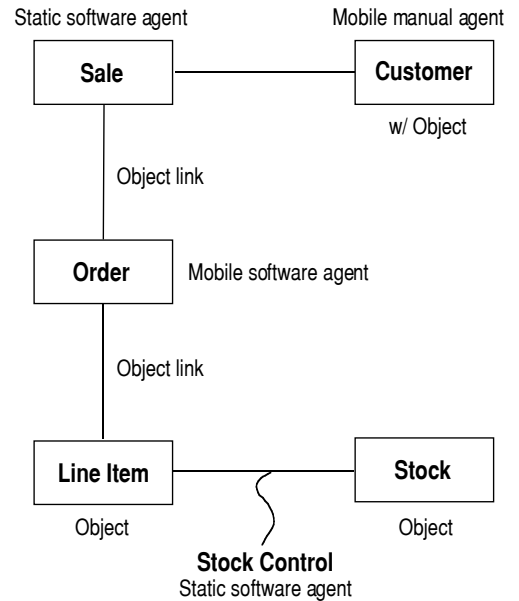 Static software agent
Mobile manual agent
Sale
Customer
w/ Object
Object link
Order
Mobile software agent
Object link
Line Item
Stock
Object
Object
Stock Control
Static software agent